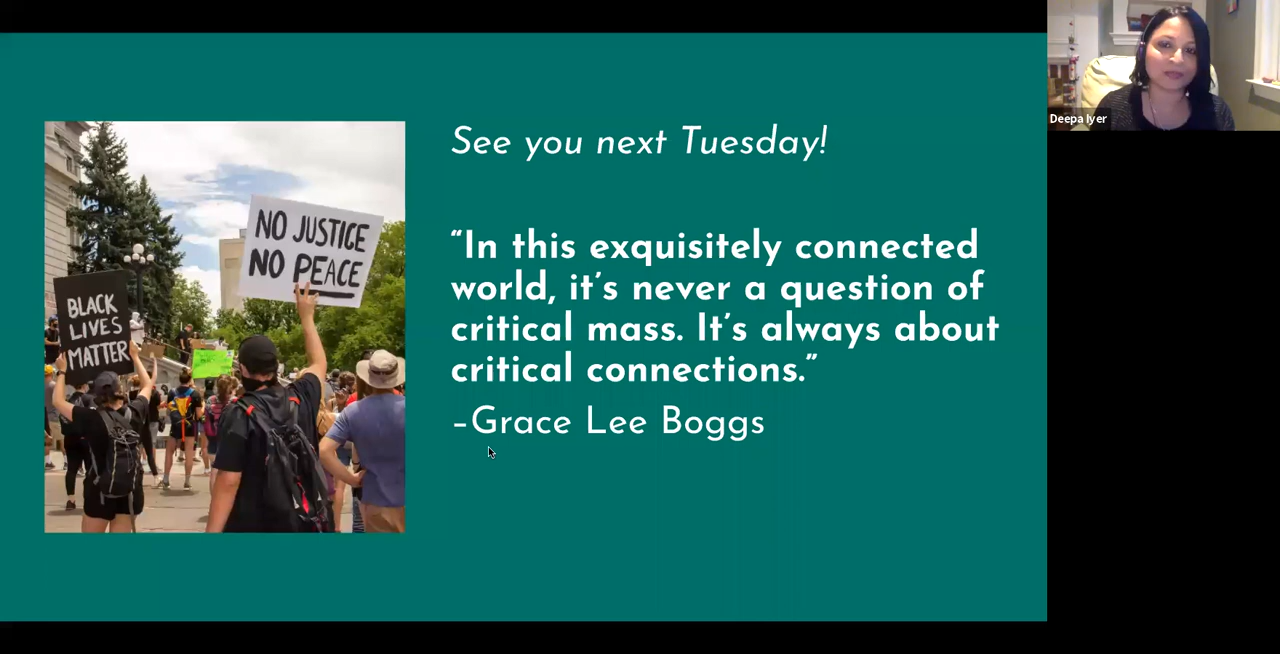 See you next Tuesday!
“In this exquisitely connected
world, it’s never a question of
critical mass. It’s always about
critical connections.”
–Grace Lee Boggs
NO JUSTICE
NO PEACE
BLACK
LIVES
MATTER
Deepa Iyer